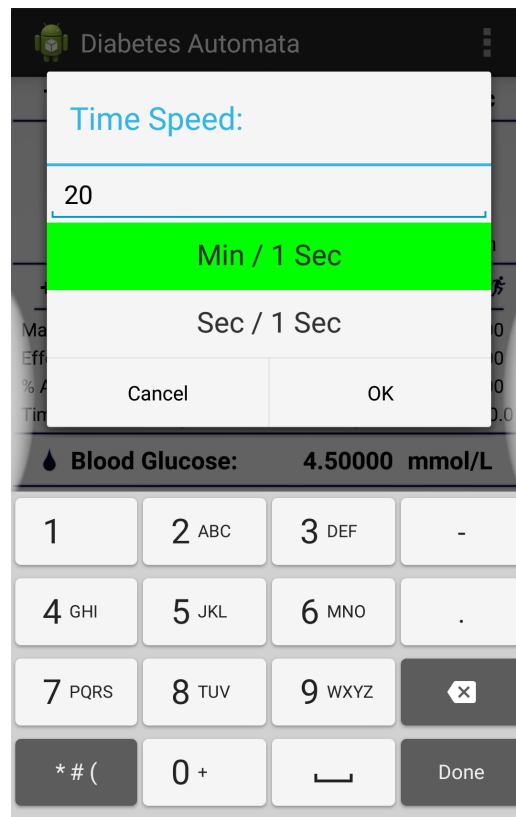 Diabetes Automata
Time Speed:
20
Min / 1 Sec
Sec / 1 Sec
Cancel OK
Blood Glucose: 4.50000 mmol/L
1 2 ABC 3 DEF -
4 GHI 5 JKL 6 MNO .
7 PQRS 8 TUV 9 WXYZ
* # ( 0 + Done